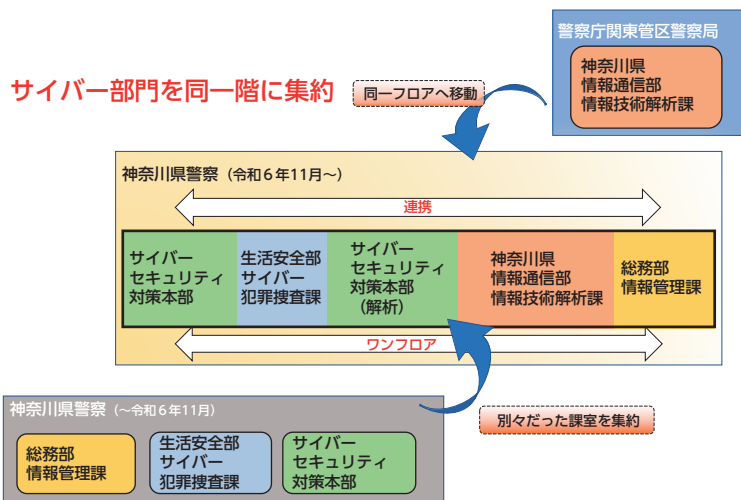 警察庁関東管区警察局
神奈川県
情報通信部
情報技術解析課
サイバー部門を同一階に集約
同一フロアへ移動
神奈川県警察（令和6年11月～）
連携
サイバー
セキュリティ
対策本部
生活安全部
サイバー
犯罪捜査課
サイバー
セキュリティ
対策本部
（解析）
神奈川県
情報通信部
情報技術解析課
総務部
情報管理課
ワンフロア
神奈川県警察（～令和6年11月）
別々だった課室を集約
総務部
情報管理課
生活安全部
サイバー
犯罪捜査課
サイバー
セキュリティ
対策本部